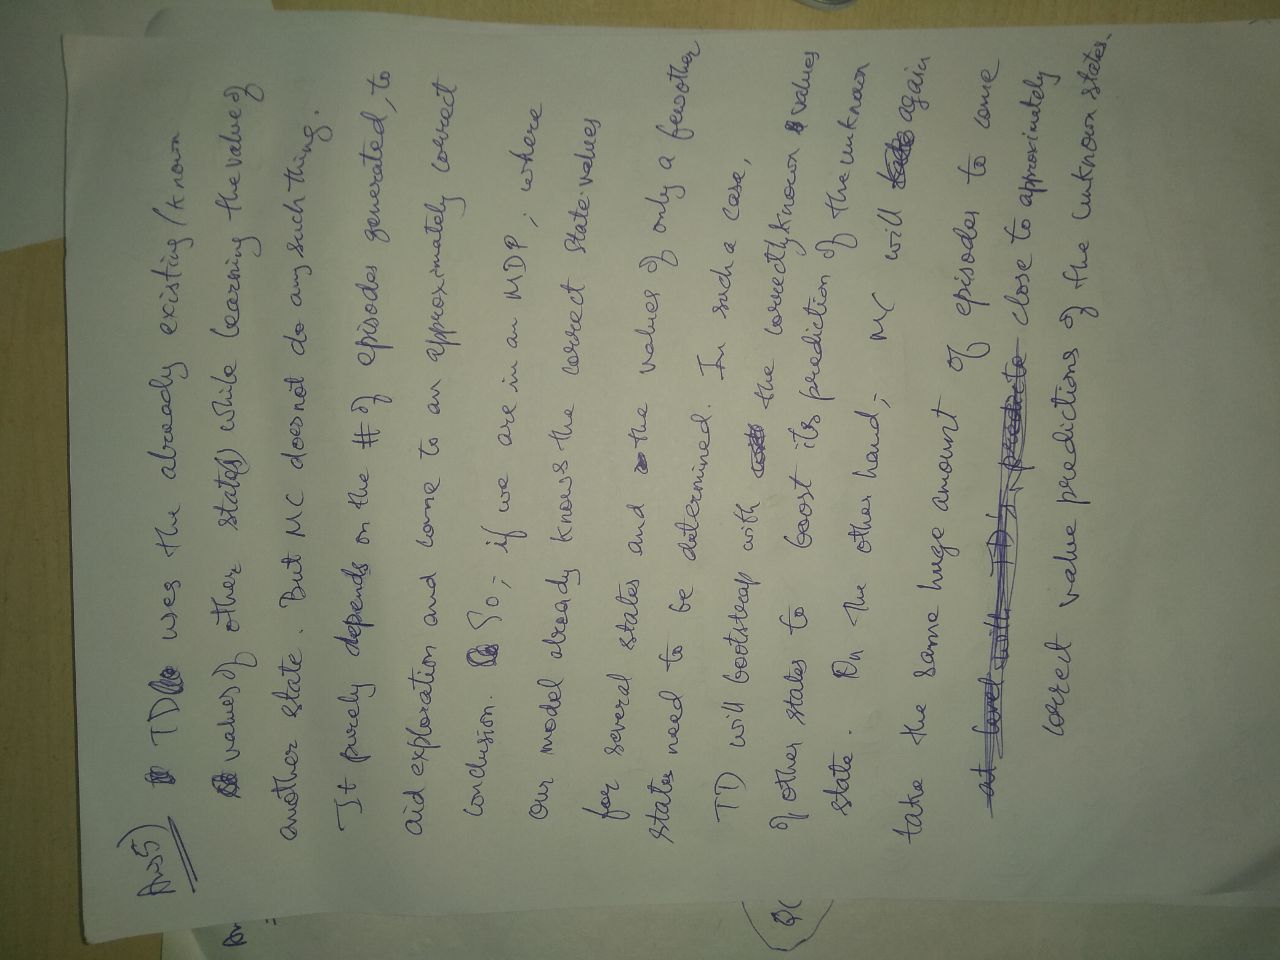 Ans 5) TD uses the already existing/known
values of other state(s) while learning the value of
another state. But MC does not do any such thing.
It purely depends on the # of episodes generated, to
aid exploration and come to an approximately correct
conclusion. So, if we are in an MDP, where
our model already knows the correct state-values
for several states and the values of only a few other
states need to be determined. In such a case,
TD will bootstrap with the correctly known values
of other states to boost its prediction of the unknown
state. On the other hand, MC will again
take the same huge amount of episodes to come
close to approximately
correct value predictions of the unknown states.